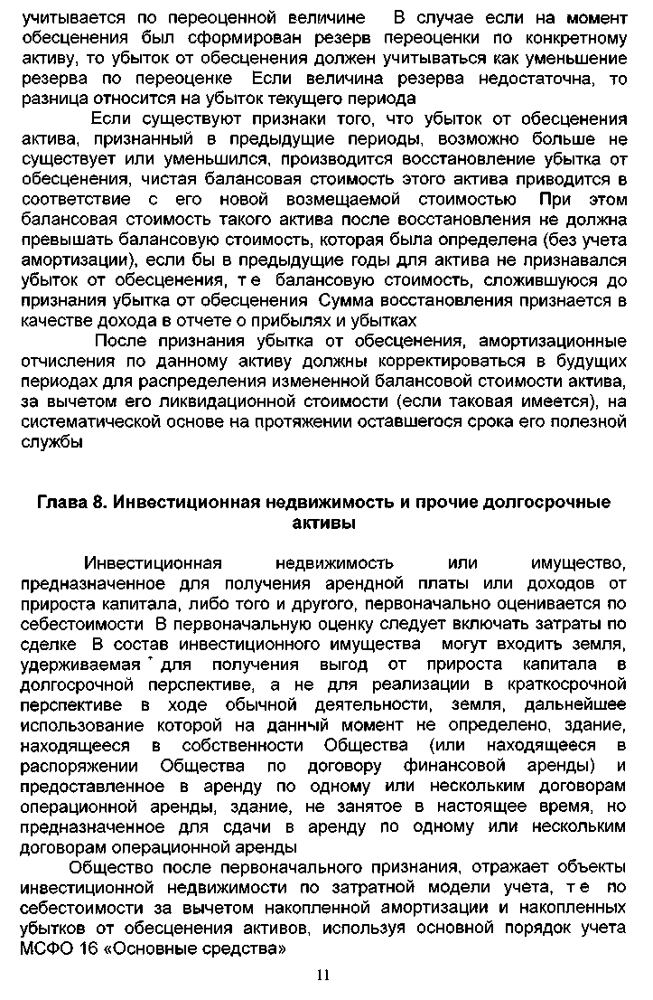 учитывается по переоценной величине В случае если на момент
обесценения был сформирован резерв переоценки по конкретному
активу, то убыток от обесценения должен учитываться как уменьшение
резерва по переоценке Если величина резерва недостаточна, то
разница относится на убыток текущего периода
Если существуют признаки того, что убыток от обесценения
актива, признанный в предыдущие периоды, возможно больше не
существует или уменьшился, производится восстановление убытка от
обесценения, чистая балансовая стоимость этого актива приводится в
соответствие с его новой возмещаемой стоимостью При этом
балансовая стоимость такого актива после восстановления не должна
превышать балансовую стоимость, которая была определена (без учета
амортизации), если бы в предыдущие годы для актива не признавался
убыток от обесценения, т е балансовую стоимость, сложившуюся до
признания убытка от обесценения Сумма восстановления признается в
качестве дохода в отчете о прибылях и убытках
После признания убытка от обесценения, амортизационные
отчисления по данному активу должны корректироваться в будущих
периодах для распределения измененной балансовой стоимости актива,
за вычетом его ликвидационной стоимости (если таковая имеется), на
систематической основе на протяжении оставшегося срока его полезной
службы
Глава 8. Инвестиционная недвижимость и прочие долгосрочные
активы
Инвестиционная недвижимость или имущество,
предназначенное для получения арендной платы или доходов от
прироста капитала, либо того и другого, первоначально оценивается по
себестоимости В первоначальную оценку следует включать затраты по
сделке В состав инвестиционного имущества могут входить земля,
удерживаемая для получения выгод от прироста капитала в
долгосрочной перспективе, а не для реализации в краткосрочной
перспективе в ходе обычной деятельности, земля, дальнейшее
использование которой на данный момент не определено, здание,
находящееся в собственности Общества (или находящееся в
распоряжении Общества по договору финансовой аренды) и
предоставленное в аренду по одному или нескольким договорам
операционной аренды, здание, не занятое в настоящее время, но
предназначенное для сдачи в аренду по одному или нескольким
договорам операционной аренды
Общество после первоначального признания, отражает объекты
инвестиционной недвижимости по затратной модели учета, т е по
себестоимости за вычетом накопленной амортизации и накопленных
убытков от обесценения активов, используя основной порядок учета
МСФО 16 «Основные средства»
11